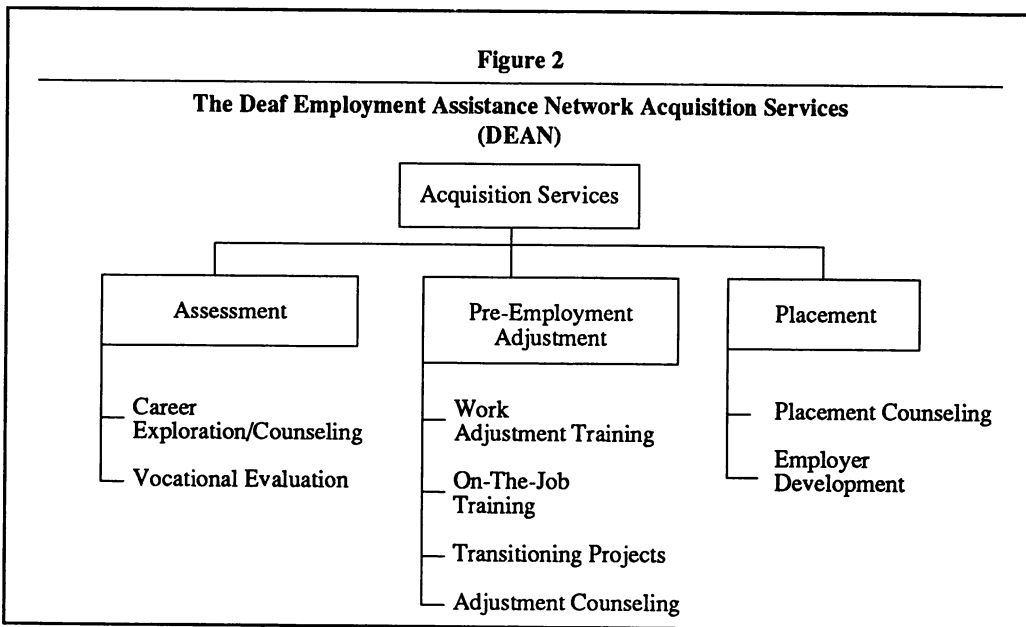 Figure 2
The Deaf Employment Assistance Network Acquisition Services
(DEAN)
Acquisition Services
Assessment
Career
Exploration/Counseling
Vocational Evaluation
Pre-Employment
Adjustment
Work
Adjustment Training
On-The-Job
Training
Transitioning Projects
Adjustment Counseling
Placement
Placement Counseling
Employer
Development